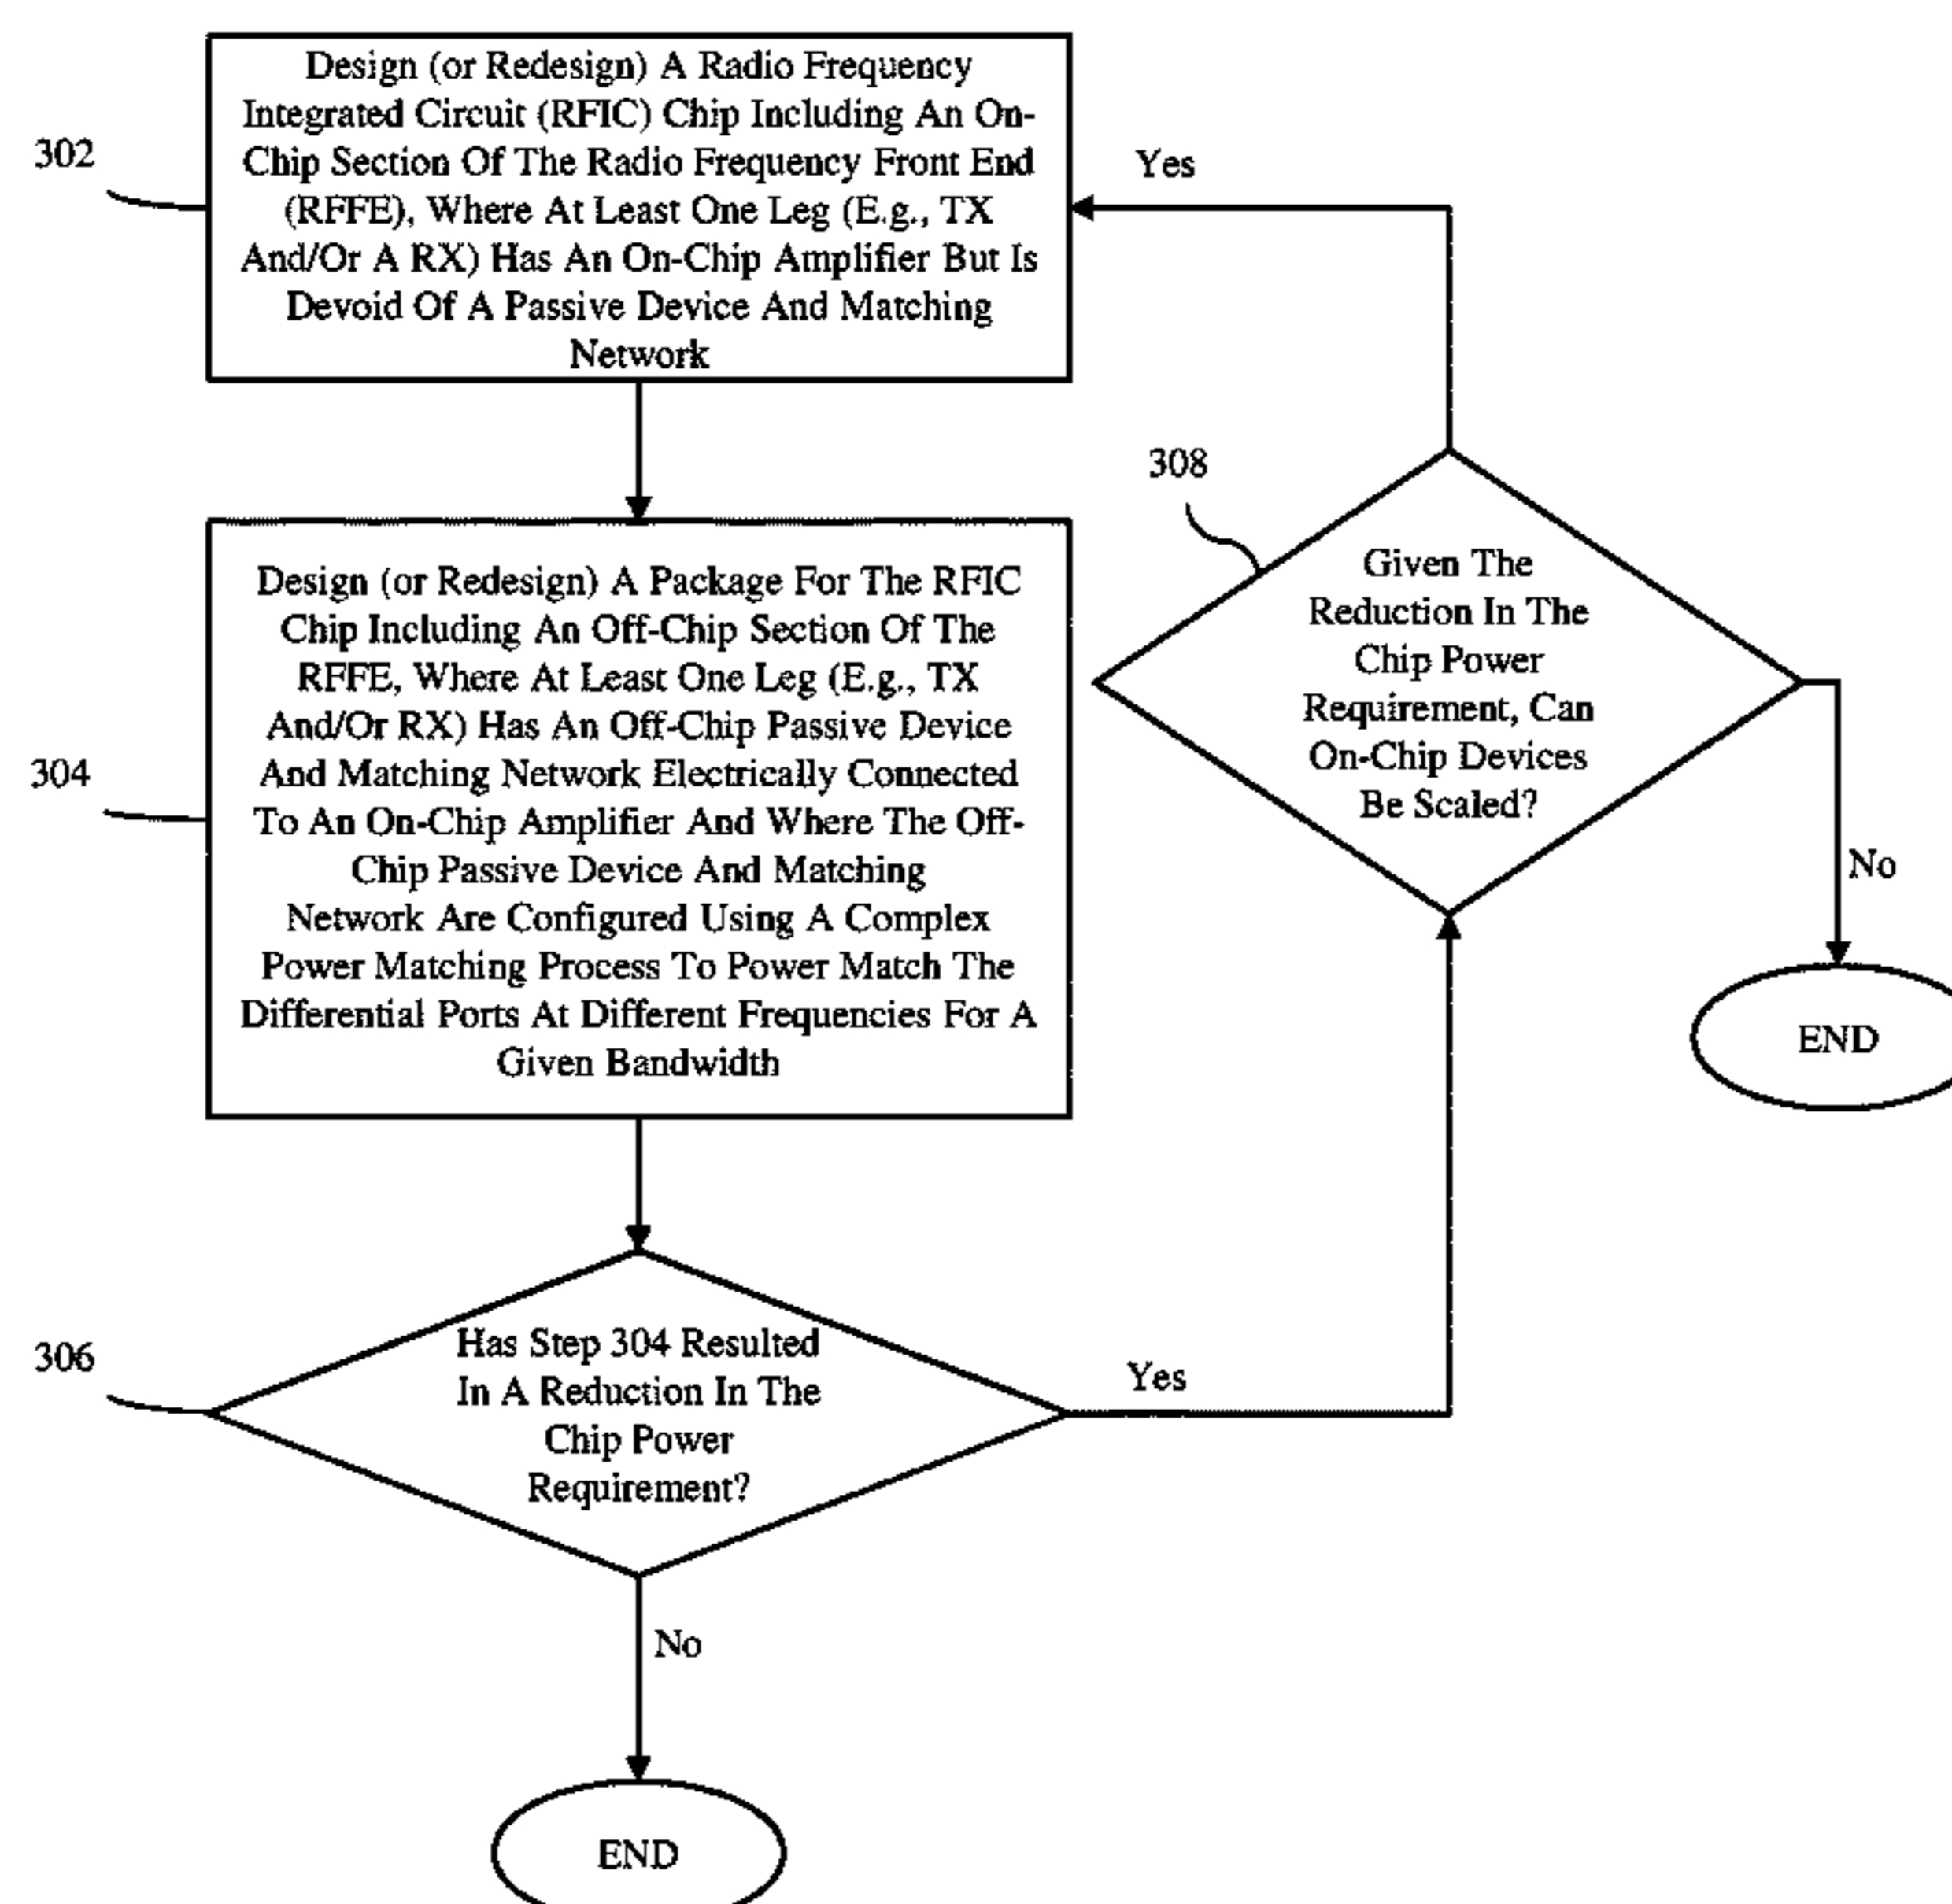 302
Design (or Redesign) A Radio Frequency
Integrated Circuit (RFIC) Chip Including An On-
Chip Section Of The Radio Frequency Front End
(RFFE), Where At Least One Leg (E.g., TX
And/Or A RX) Has An On-Chip Amplifier But Is
Devoid Of A Passive Device And Matching
Network
Yes
304
Design (or Redesign) A Package For The RFIC
Chip Including An Off-Chip Section Of The
RFFE, Where At Least One Leg (E.g., TX
And/Or RX) Has An Off-Chip Passive Device
And Matching Network Electrically Connected
To An On-Chip Amplifier And Where The Off-
Chip Passive Device And Matching
Network Are Configured Using A Complex
Power Matching Process To Power Match The
Differential Ports At Different Frequencies For A
Given Bandwidth
306
Has Step 304 Resulted
In A Reduction In The
Chip Power
Requirement?
Yes
No
END
308
Given The
Reduction In The
Chip Power
Requirement, Can
On-Chip Devices
Be Scaled?
No
END